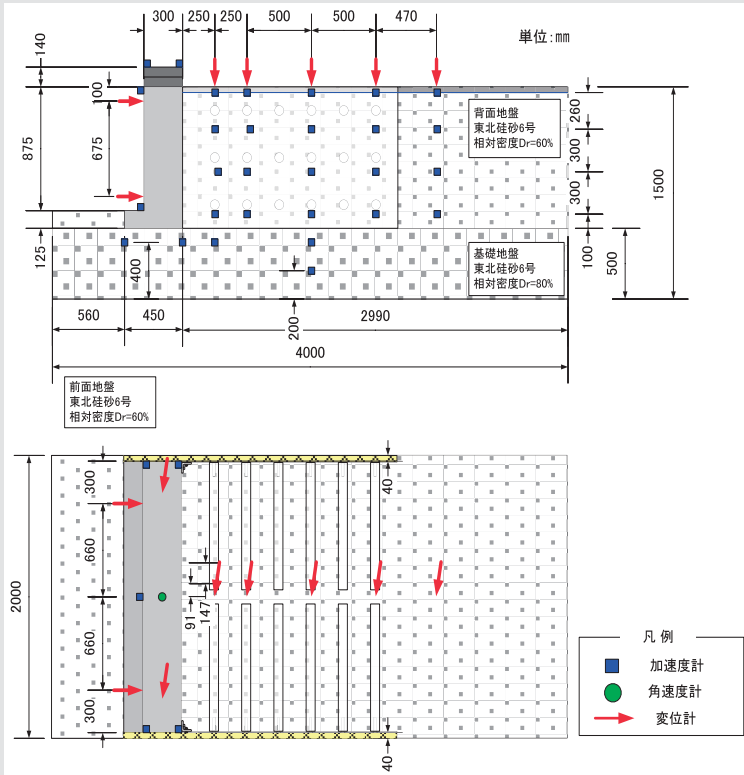 300
250
250
500
500
470
単位:㎜
140
100
875
675
背面地盤
東北硅砂6号
相対密度Dr=60%
260
300
300
1500
125
400
基礎地盤
東北硅砂6号
相対密度Dr=80%
100
500
560
450
200
2990
4000
前面地盤
東北硅砂6号
相対密度Dr=60%
300
40
660
2000
91
147
660
300
40
凡 例
加速度計
角速度計
変位計